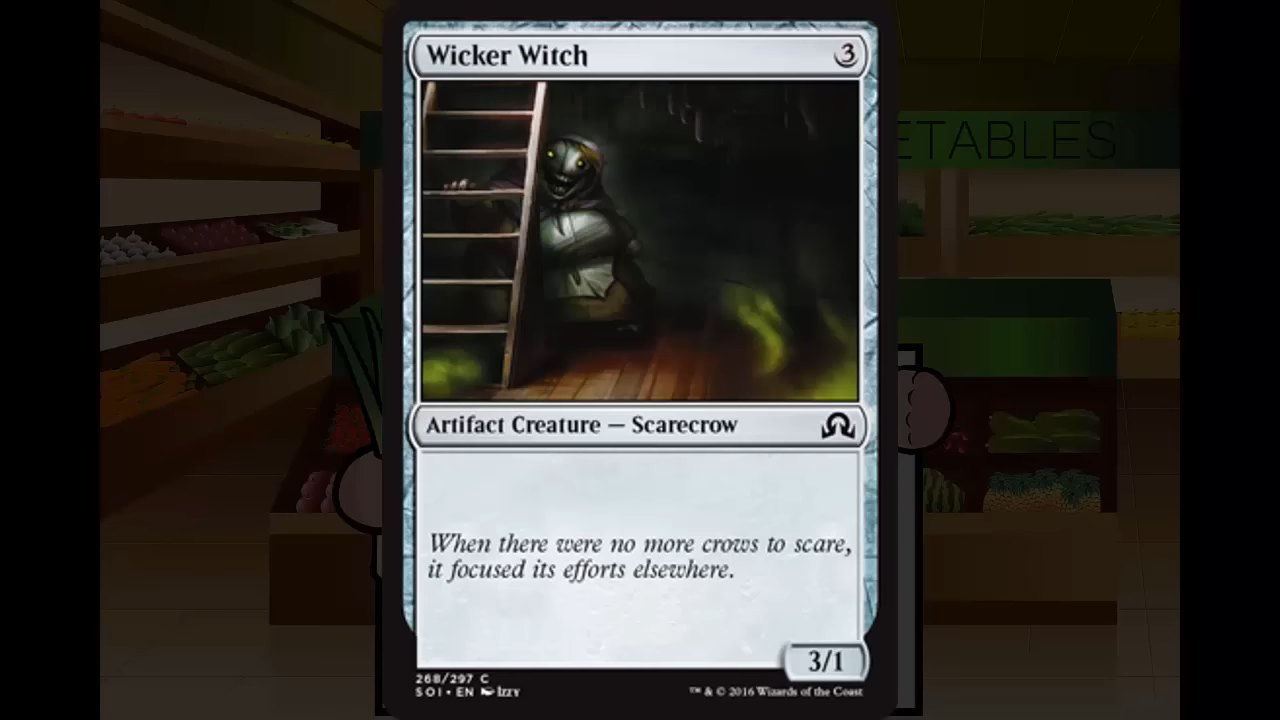 Wicker Witch 3
ETABLES
Artifact Creature — Scarecrow
When there were no more crows to scare,
it focused its efforts elsewhere.
3/1
268/297 C
SOI • EN Izzy
™ & © 2016 Wizards of the Coast